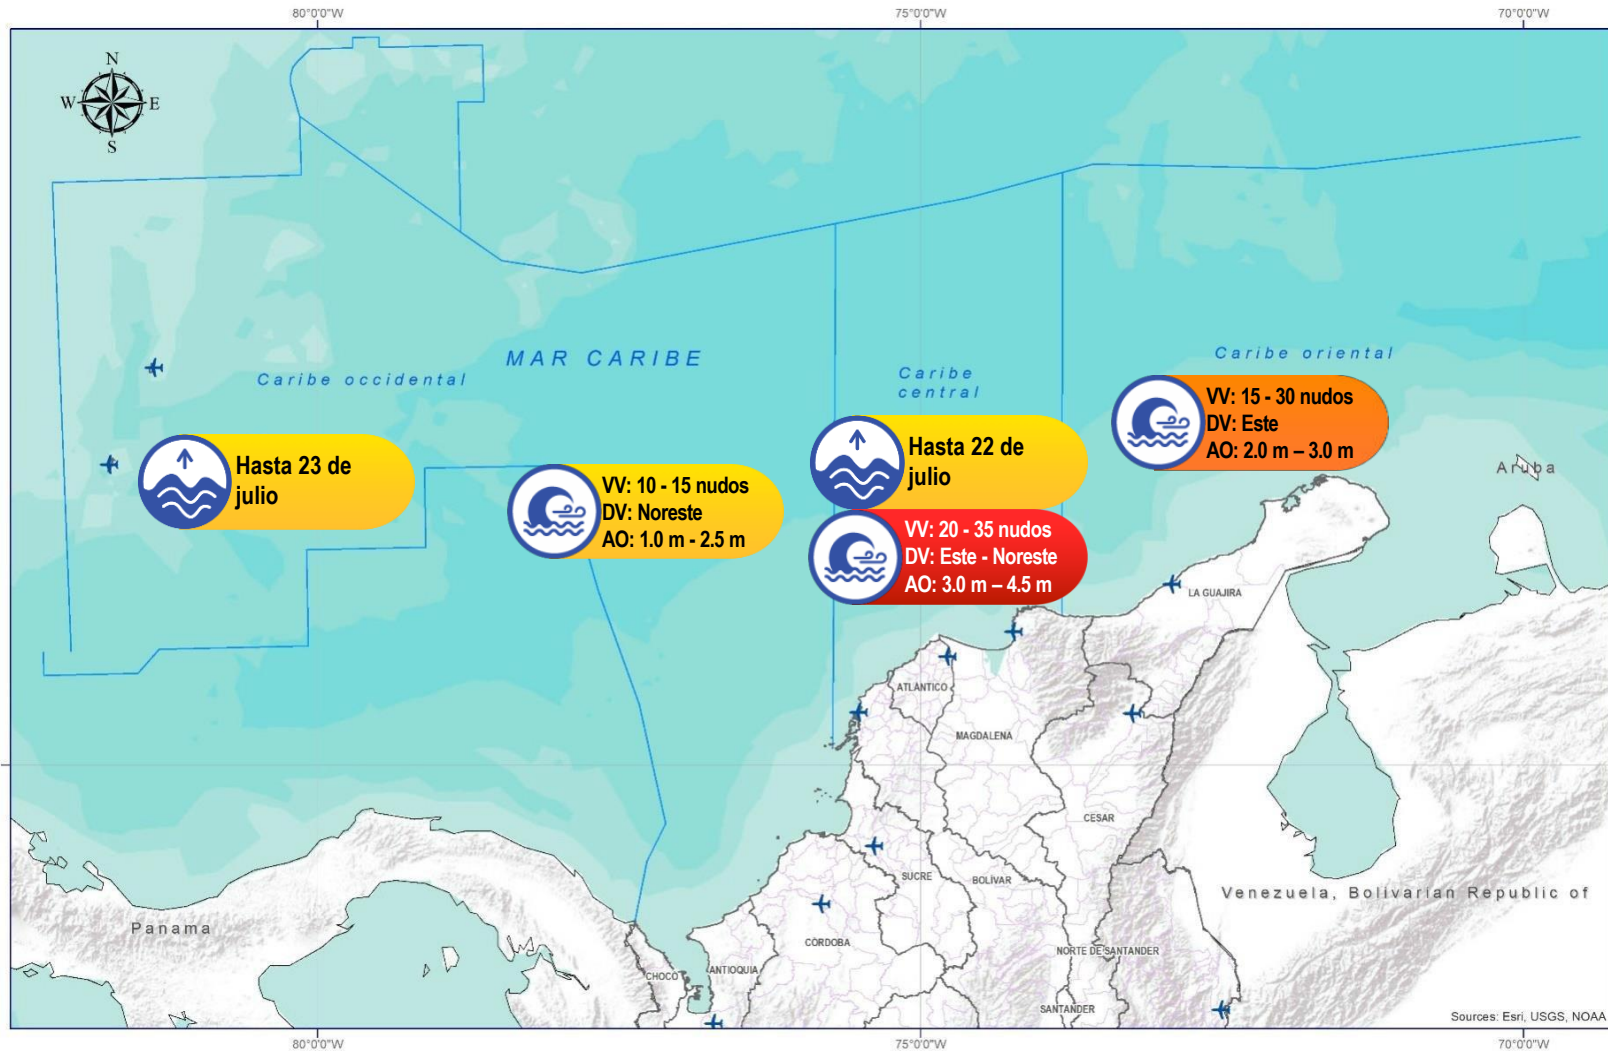 80°0'0"W
75°0'0"W
70°0'0"W
N
W
E
S
MAR CARIBE
Caribe occidental
Caribe
central
Caribe oriental
Hasta 23 de
julio
VV: 10 - 15 nudos
DV: Noreste
AO: 1.0 m - 2.5 m
Hasta 22 de
julio
VV: 20 - 35 nudos
DV: Este - Noreste
AO: 3.0 m – 4.5 m
VV: 15 - 30 nudos
DV: Este
AO: 2.0 m – 3.0 m
Aruba
LA GUAJIRA
ATLÁNTICO
MAGDALENA
CESAR
SUCRE
BOLÍVAR
Venezuela, Bolivarian Republic of
Panama
CÓRDOBA
NORTE DE SANTANDER
CHOCÓ
ANTIOQUIA
SANTANDER
Sources: Esri, USGS, NOAA
80°0'0"W
75°0'0"W
70°0'0"W